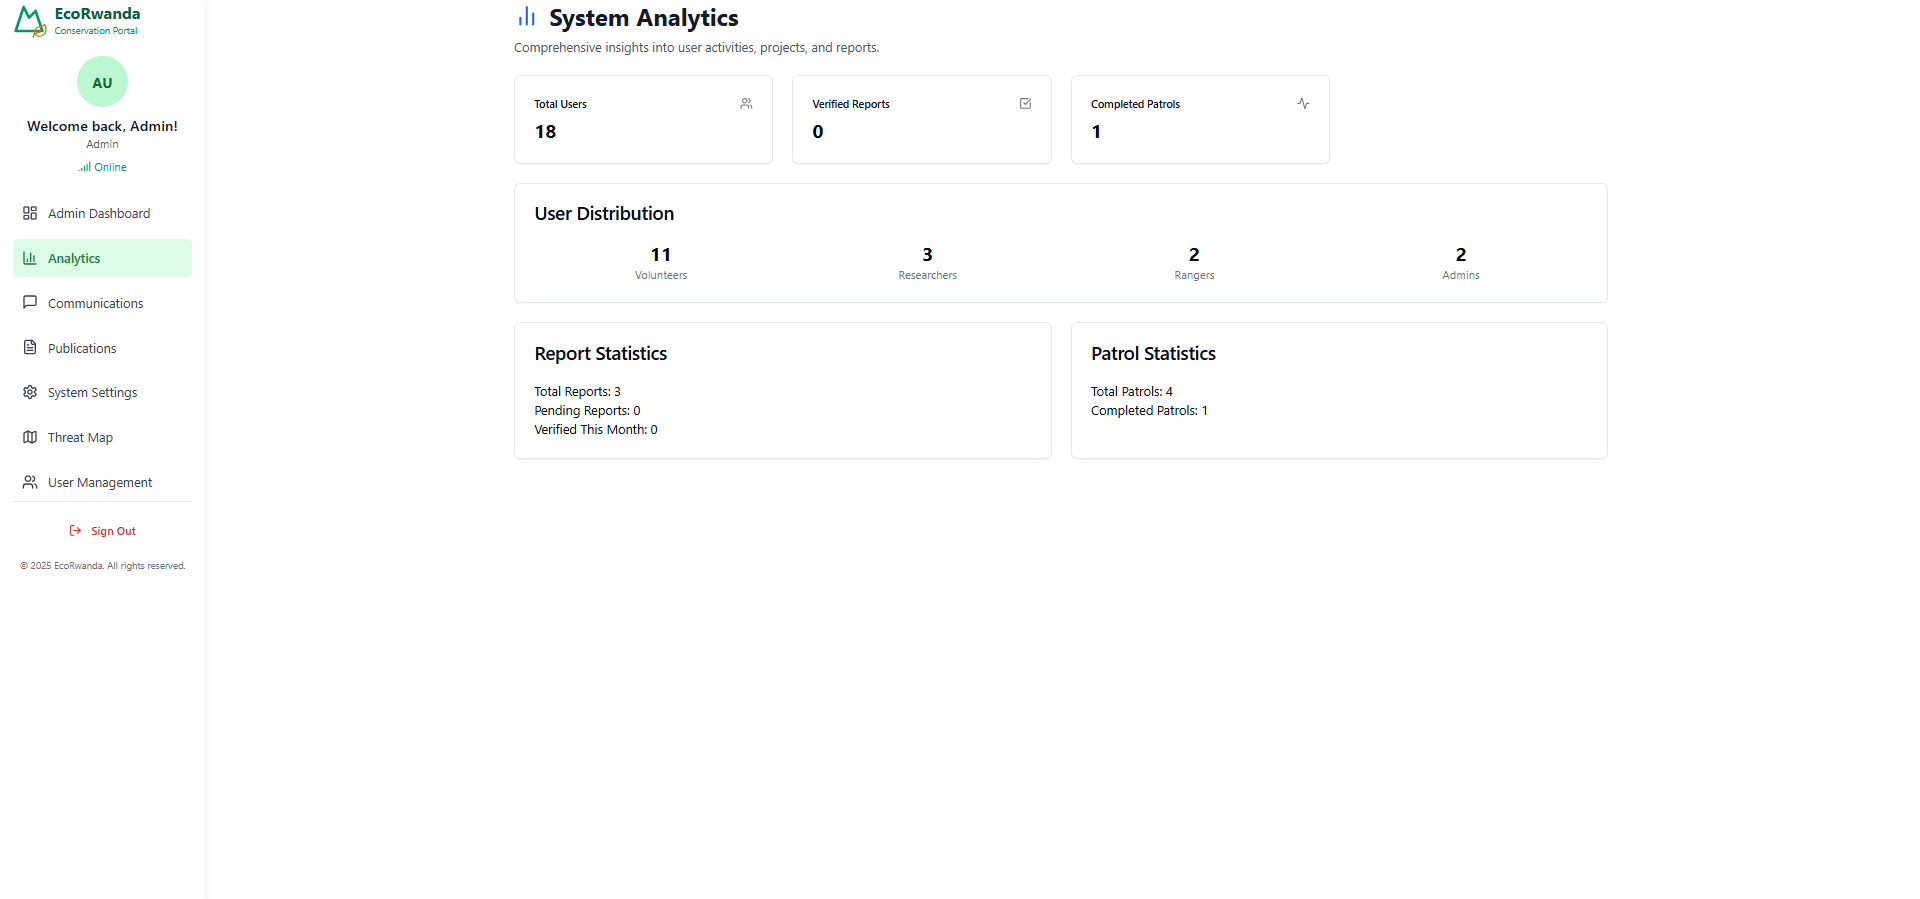 EcoRwanda
Conservation Portal
AU
Welcome back, Admin!
Admin
Online
Admin Dashboard
Analytics
Communications
Publications
System Settings
Threat Map
User Management
Sign Out
© 2025 EcoRwanda. All rights reserved.
System Analytics
Comprehensive insights into user activities, projects, and reports.
Total Users
18
Verified Reports
0
Completed Patrols
1
User Distribution
11
Volunteers
3
Researchers
2
Rangers
2
Admins
Report Statistics
Total Reports: 3
Pending Reports: 0
Verified This Month: 0
Patrol Statistics
Total Patrols: 4
Completed Patrols: 1